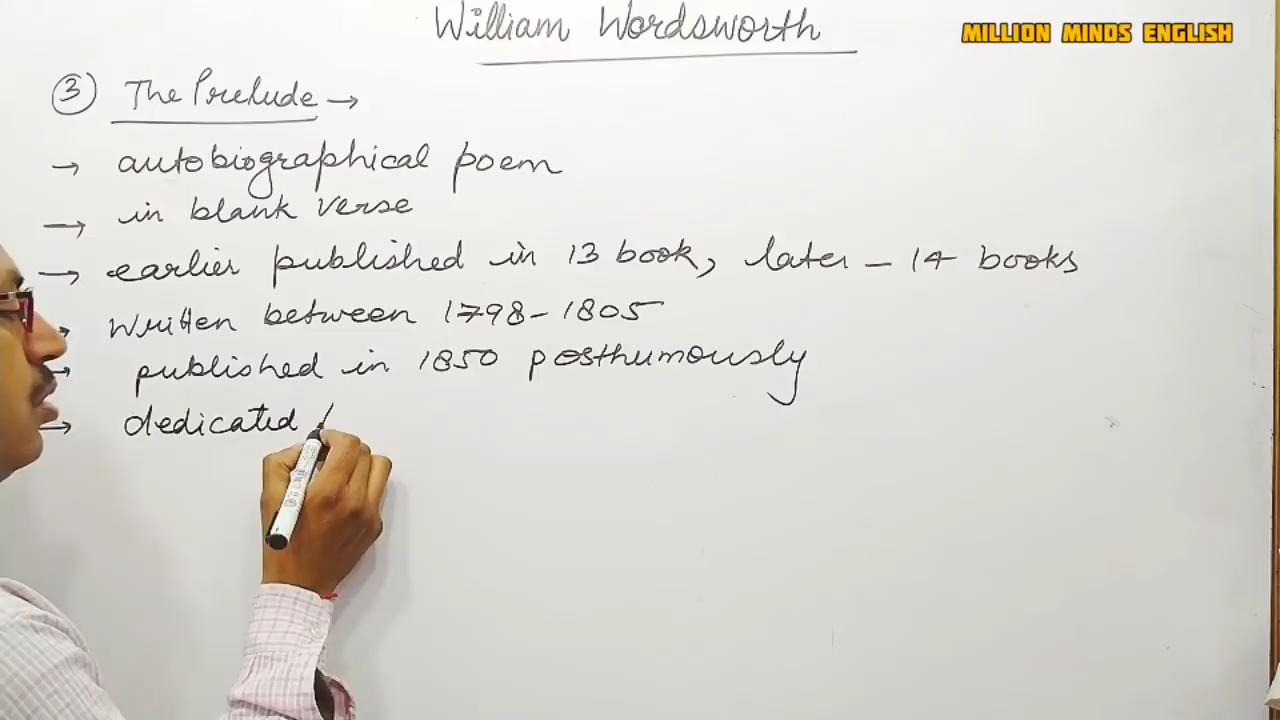 William Wordsworth
MILLION MINDS ENGLISH
③ The Prelude →
→ autobiographical poem
→ in blank verse
→ earlier published in 13 book, later - 14 books
→ Written between 1798-1805
→ published in 1850 posthumously
→ dedicated